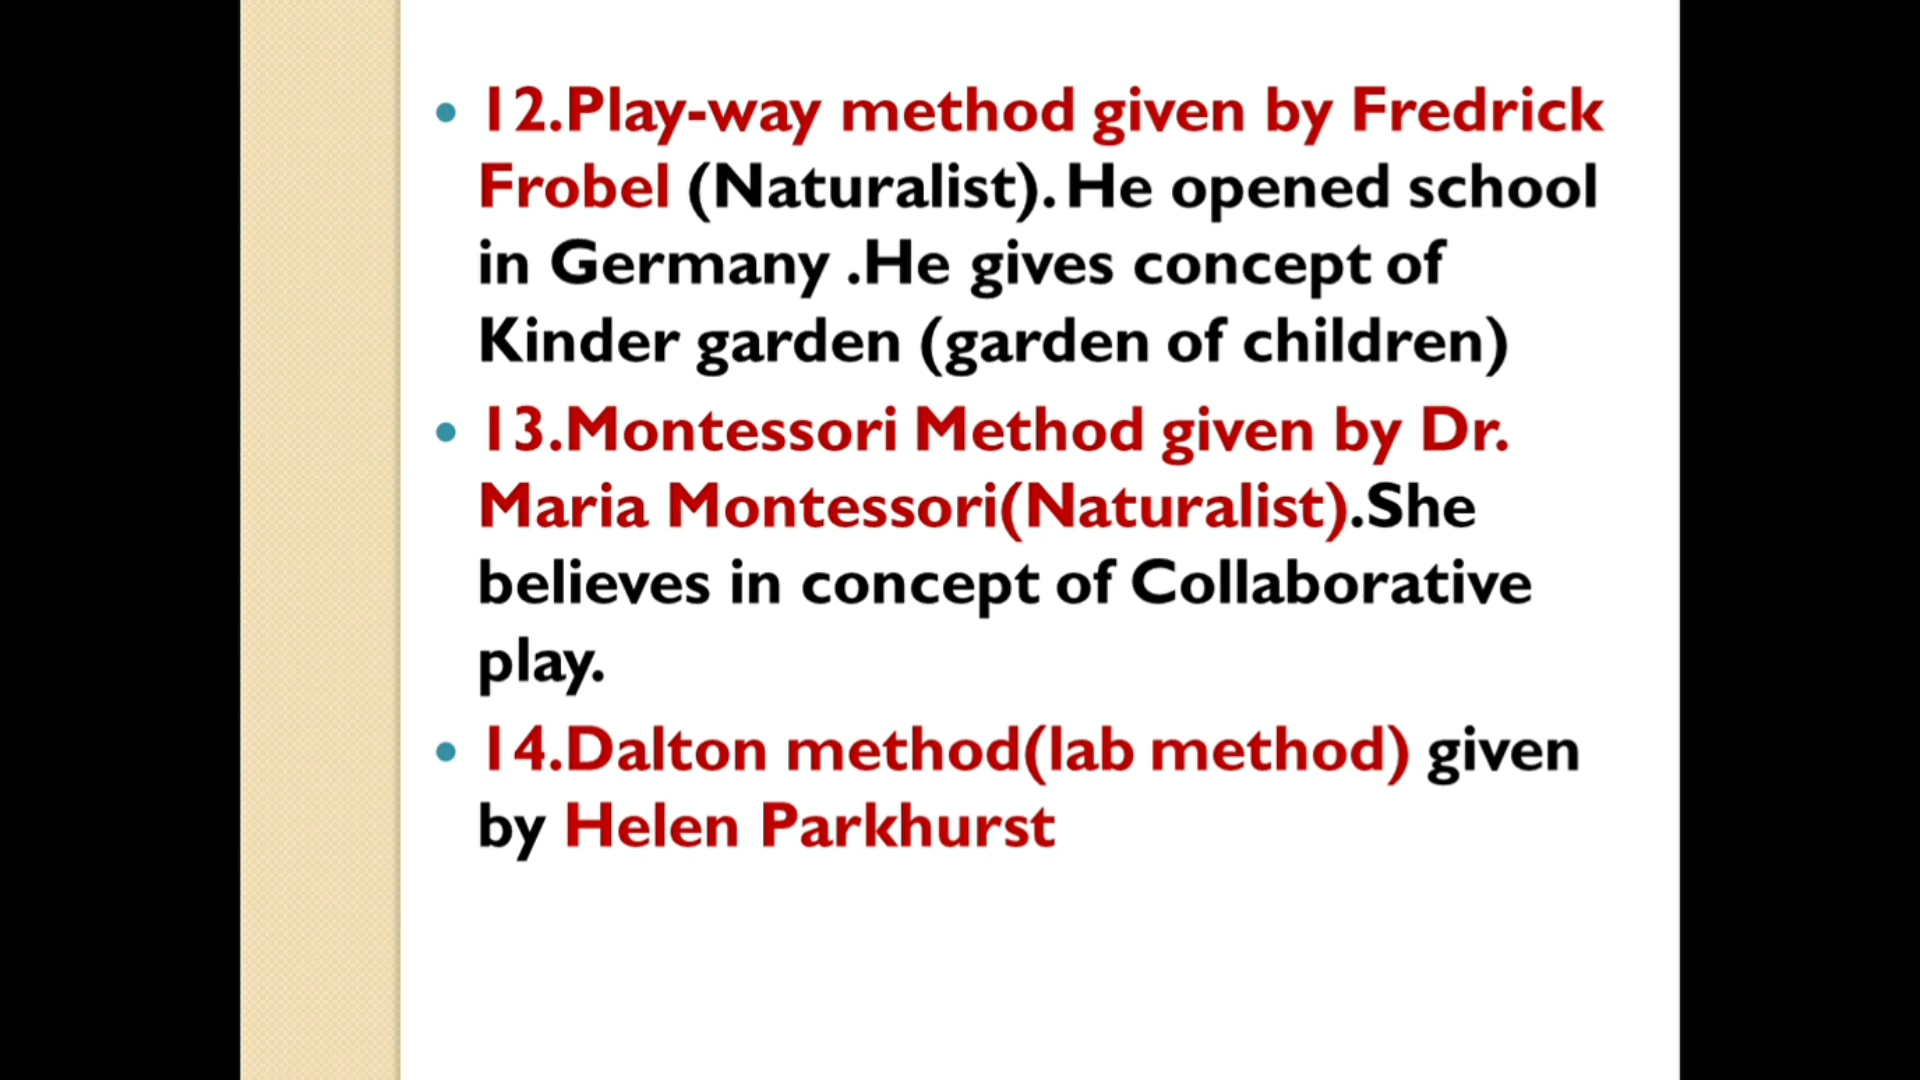 • 12.Play-way method given by Fredrick
Frobel (Naturalist). He opened school
in Germany .He gives concept of
Kinder garden (garden of children)
• 13.Montessori Method given by Dr.
Maria Montessori(Naturalist).She
believes in concept of Collaborative
play.
• 14.Dalton method(lab method) given
by Helen Parkhurst